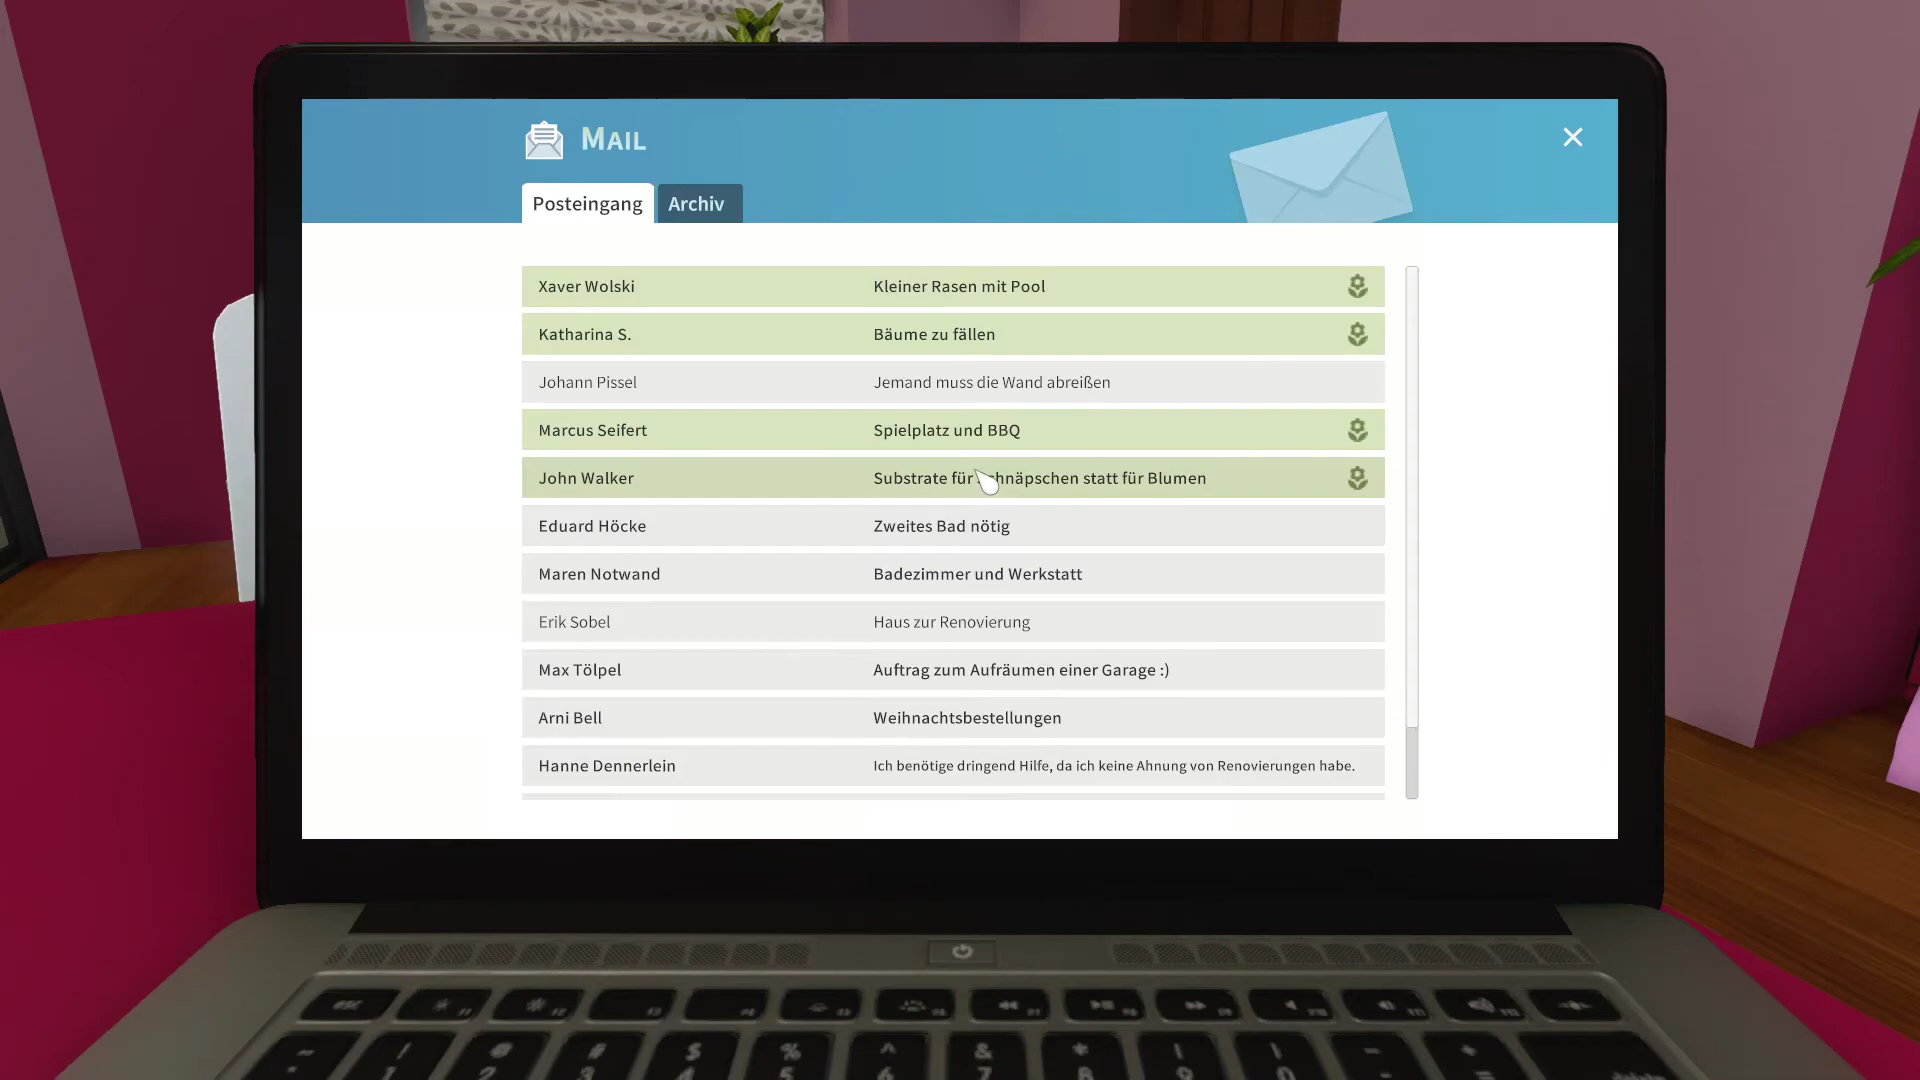 MAIL
Posteingang Archiv
Xaver Wolski Kleiner Rasen mit Pool
Katharina S. Bäume zu fällen
Johann Pissel Jemand muss die Wand abreißen
Marcus Seifert Spielplatz und BBQ
John Walker Substrate für Schnäpschen statt für Blumen
Eduard Höcke Zweites Bad nötig
Maren Notwand Badezimmer und Werkstatt
Erik Sobel Haus zur Renovierung
Max Tölpel Auftrag zum Aufräumen einer Garage :)
Arni Bell Weihnachtsbestellungen
Hanne Dennerlein Ich benötige dringend Hilfe, da ich keine Ahnung von Renovierungen habe.
esc